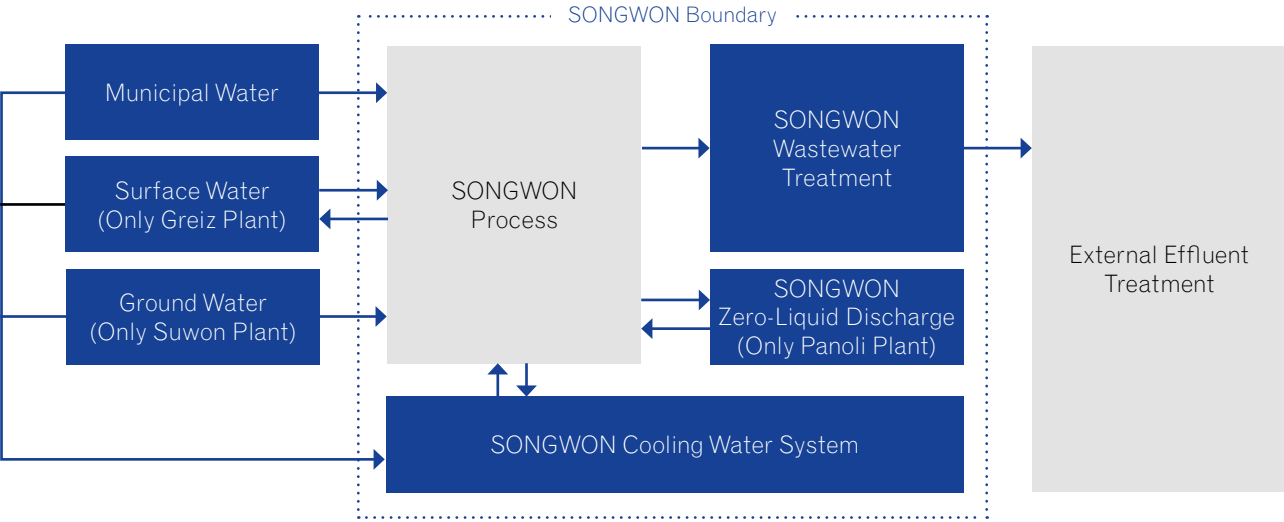 SONGWON Boundary
Municipal Water
Surface Water
(Only Greiz Plant)
Ground Water
(Only Suwon Plant)
SONGWON
Process
SONGWON
Wastewater
Treatment
SONGWON
Zero-Liquid Discharge
(Only Panoli Plant)
SONGWON Cooling Water System
External Effluent
Treatment